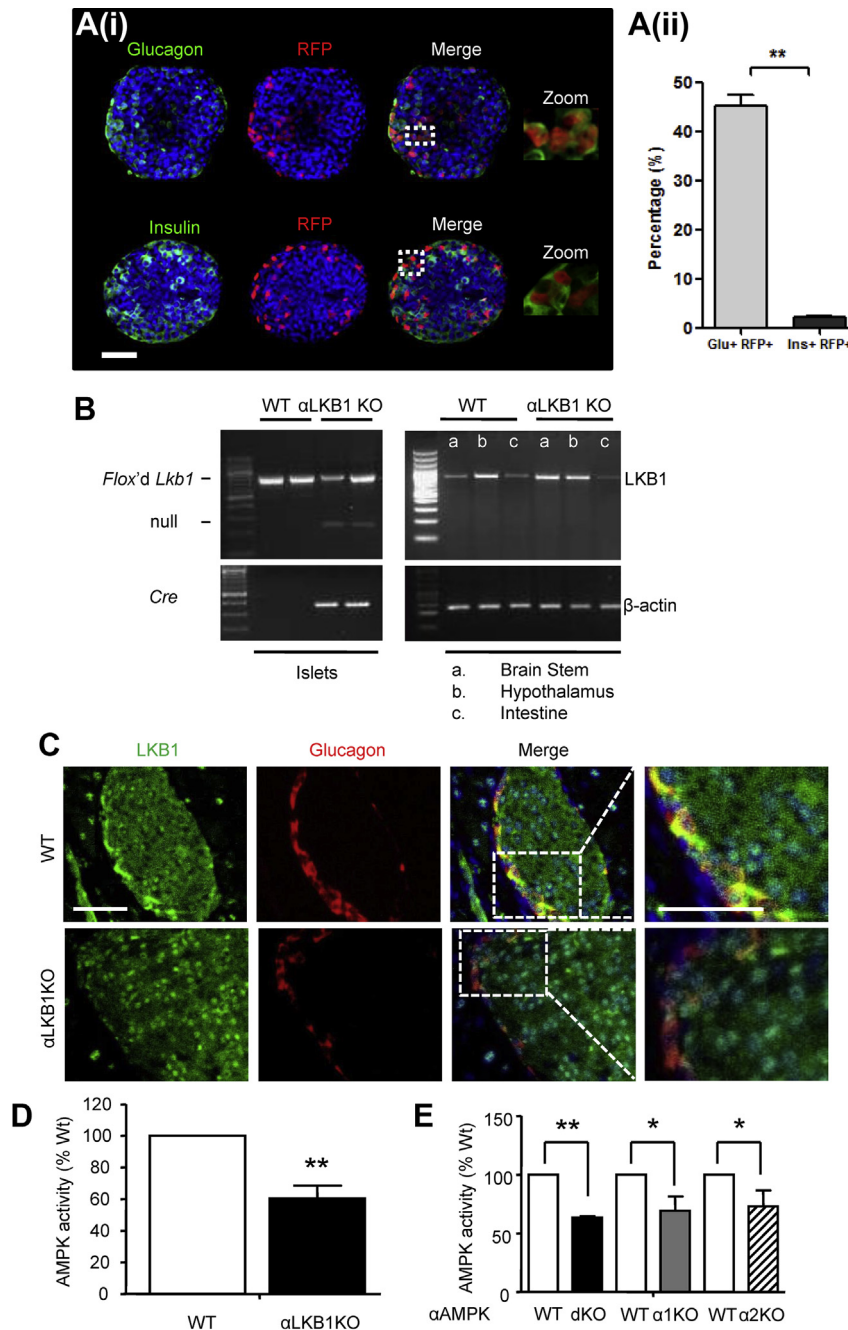 A(i)
Glucagon RFP Merge
Zoom
Insulin RFP Merge
Zoom
A(ii)
**
50
40
30
20
10
0
Percentage (%)
Glu+ RFP+ Ins+ RFP+
B
WT αLKB1 KO
WT αLKB1 KO
a b c a b c
Flox'd Lkb1 –
null –
Cre
LKB1
β-actin
Islets
a. Brain Stem
b. Hypothalamus
c. Intestine
C
LKB1 Glucagon Merge
WT
αLKB1KO
D
AMPK activity (% Wt)
120
100
80
60
40
20
0
**
WT αLKB1KO
E
AMPK activity (% Wt)
150
100
50
0
** * *
αAMPK WT dKO WT α1KO WT α2KO